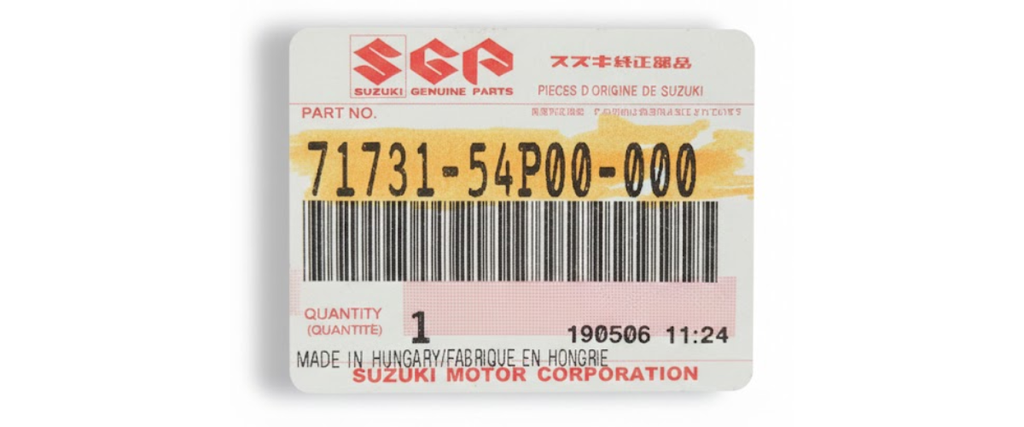 SGP
スズキ純正部品
SUZUKI GENUINE PARTS
PIECES D'ORIGINE DE SUZUKI
PART NO.
71731-54P00-000
QUANTITY
(QUANTITÉ)
1
190506 11:24
MADE IN HUNGARY/FABRIQUE EN HONGRIE
SUZUKI MOTOR CORPORATION